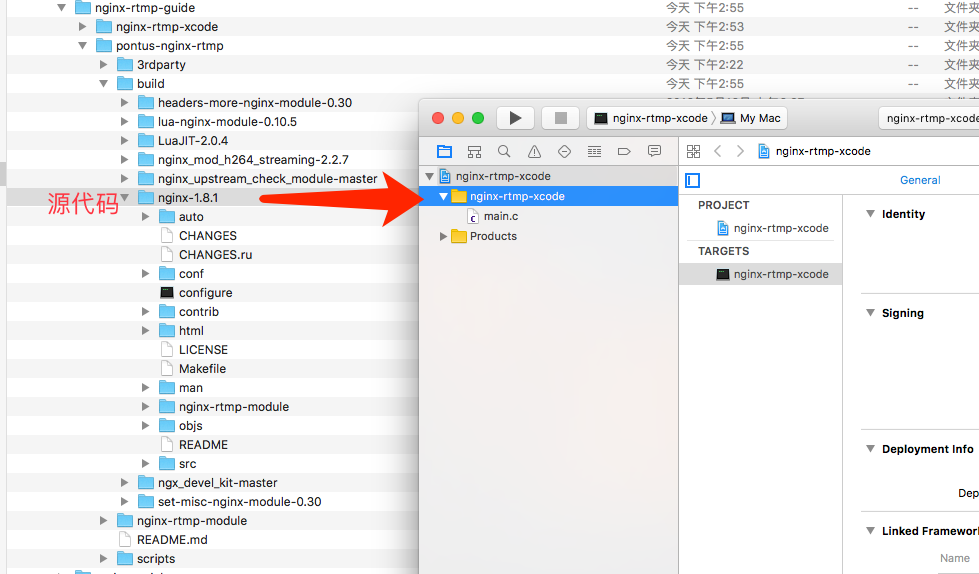 nginx-rtmp-guide 今天 下午2:55 -- 文件夹
nginx-rtmp-xcode 今天 下午2:53 -- 文件夹
pontus-nginx-rtmp 今天 下午2:55 -- 文件夹
3rdparty 今天 下午2:22 -- 文件夹
build 今天 下午2:55 -- 文件夹
headers-more-nginx-module-0.30
lua-nginx-module-0.10.5
LuaJIT-2.0.4
nginx_mod_h264_streaming-2.2.7
nginx_upstream_check_module-master
源代码
nginx-1.8.1
auto
CHANGES
CHANGES.ru
conf
configure
contrib
html
LICENSE
Makefile
man
nginx-rtmp-module
objs
README
src
ngx_devel_kit-master
set-misc-nginx-module-0.30
nginx-rtmp-module
README.md
scripts
nginx-rtmp-xcode My Mac
nginx-rtmp-xcode
nginx-rtmp-xcode
nginx-rtmp-xcode
main.c
Products
nginx-rtmp-xcode
General
PROJECT
nginx-rtmp-xcode
TARGETS
nginx-rtmp-xcode
Identity
Signing
Deployment Info
Dep
Linked Framewor
Name